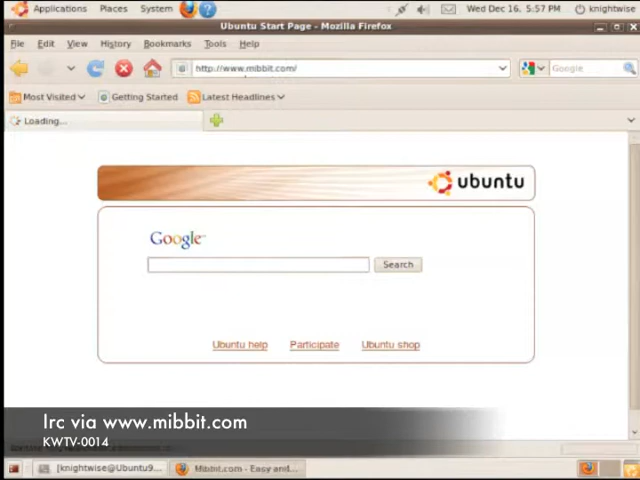 Applications Places System Wed Dec 16, 5:57 PM knightwise
Ubuntu Start Page - Mozilla Firefox
File Edit View History Bookmarks Tools Help
http://www.mibbit.com/ Google
Most Visited Getting Started Latest Headlines
Loading...
ubuntu
Google
Search
Ubuntu help Participate Ubuntu shop
Irc via www.mibbit.com
KWTV-0014
[knightwise@Ubuntu9... Mibbit.com - Easy and...